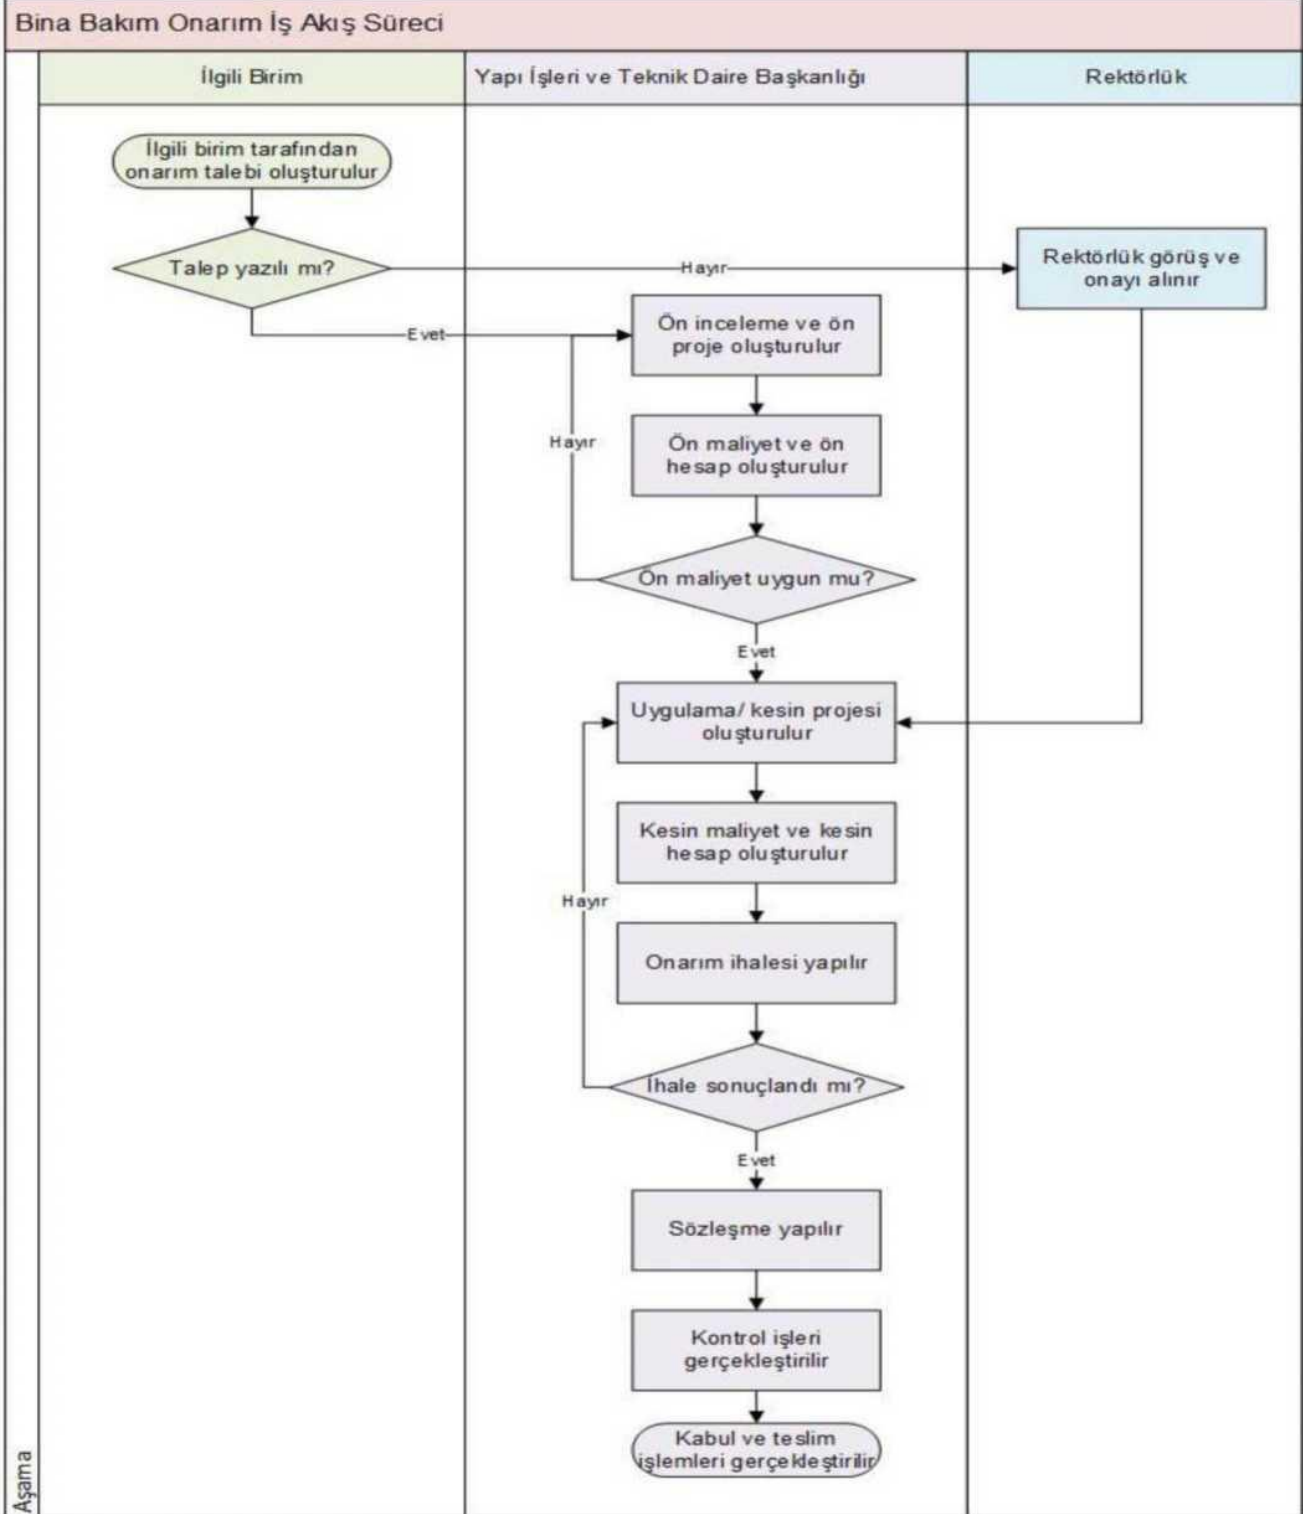 Bina Bakım Onarım İş Akış Süreci
İlgili Birim
Yapı İşleri ve Teknik Daire Başkanlığı
Rektörlük
İlgili birim tarafından
onarım talebi oluşturulur
Talep yazılı mı?
Hayır
Rektörlük görüş ve
onayı alınır
Evet
Ön inceleme ve ön
proje oluşturulur
Hayır
Ön maliyet ve ön
hesap oluşturulur
Ön maliyet uygun mu?
Evet
Uygulama/ kesin projesi
oluşturulur
Kesin maliyet ve kesin
hesap oluşturulur
Hayır
Onarım ihalesi yapılır
İhale sonuçlandı mı?
Evet
Sözleşme yapılır
Kontrol işleri
gerçekleştirilir
Kabul ve teslim
işlemleri gerçekleştirilir
Aşama